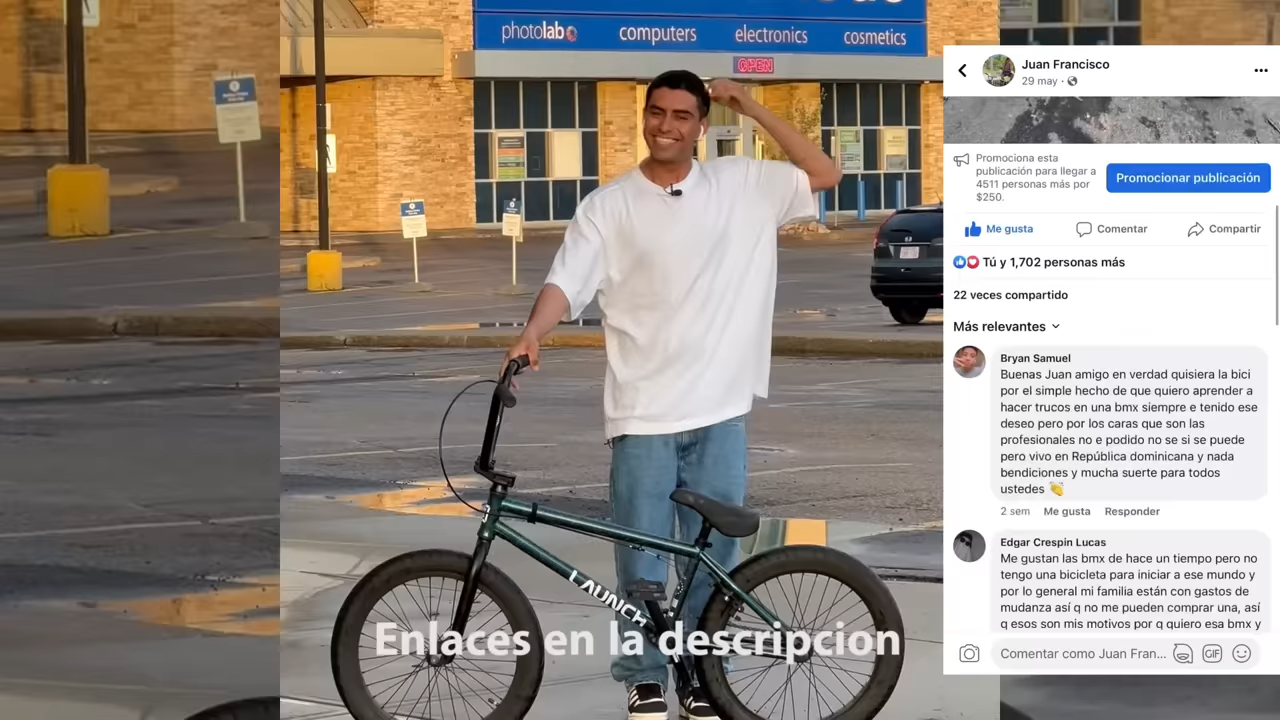 photolab
computers
electronics
cosmetics
OPEN
Juan Francisco
29 may ·
Promociona esta
publicación para llegar a
4511 personas más por
$250.
Promocionar publicación
Me gusta
Comentar
Compartir
Tú y 1,702 personas más
22 veces compartido
Más relevantes
Bryan Samuel
Buenas Juan amigo en verdad quisiera la bici
por el simple hecho de que quiero aprender a
hacer trucos en una bmx siempre e tenido ese
deseo pero por los caras que son las
profesionales no e podido no se si se puede
pero vivo en República dominicana y nada
bendiciones y mucha suerte para todos
ustedes 👏
2 sem Me gusta Responder
Edgar Crespin Lucas
Me gustan las bmx de hace un tiempo pero no
tengo una bicicleta para iniciar a ese mundo y
por lo general mi familia están con gastos de
mudanza así q no me pueden comprar una, así
q esos son mis motivos por q quiero esa bmx y
Comentar como Juan Fran...
GIF
LAUNCH
Enlaces en la descripcion